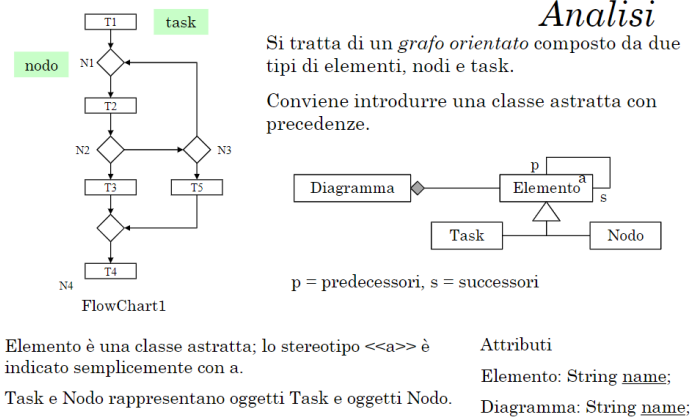 Analisi
T1
task
nodo
N1
T2
N2
N3
T3
T5
T4
N4
FlowChart1
Si tratta di un grafo orientato composto da due
tipi di elementi, nodi e task.
Conviene introdurre una classe astratta con
precedenze.
p
Diagramma
Elemento
a
s
Task
Nodo
p = predecessori, s = successori
Elemento è una classe astratta; lo stereotipo <<a>> è
indicato semplicemente con a.
Task e Nodo rappresentano oggetti Task e oggetti Nodo.
Attributi
Elemento: String name;
Diagramma: String name;